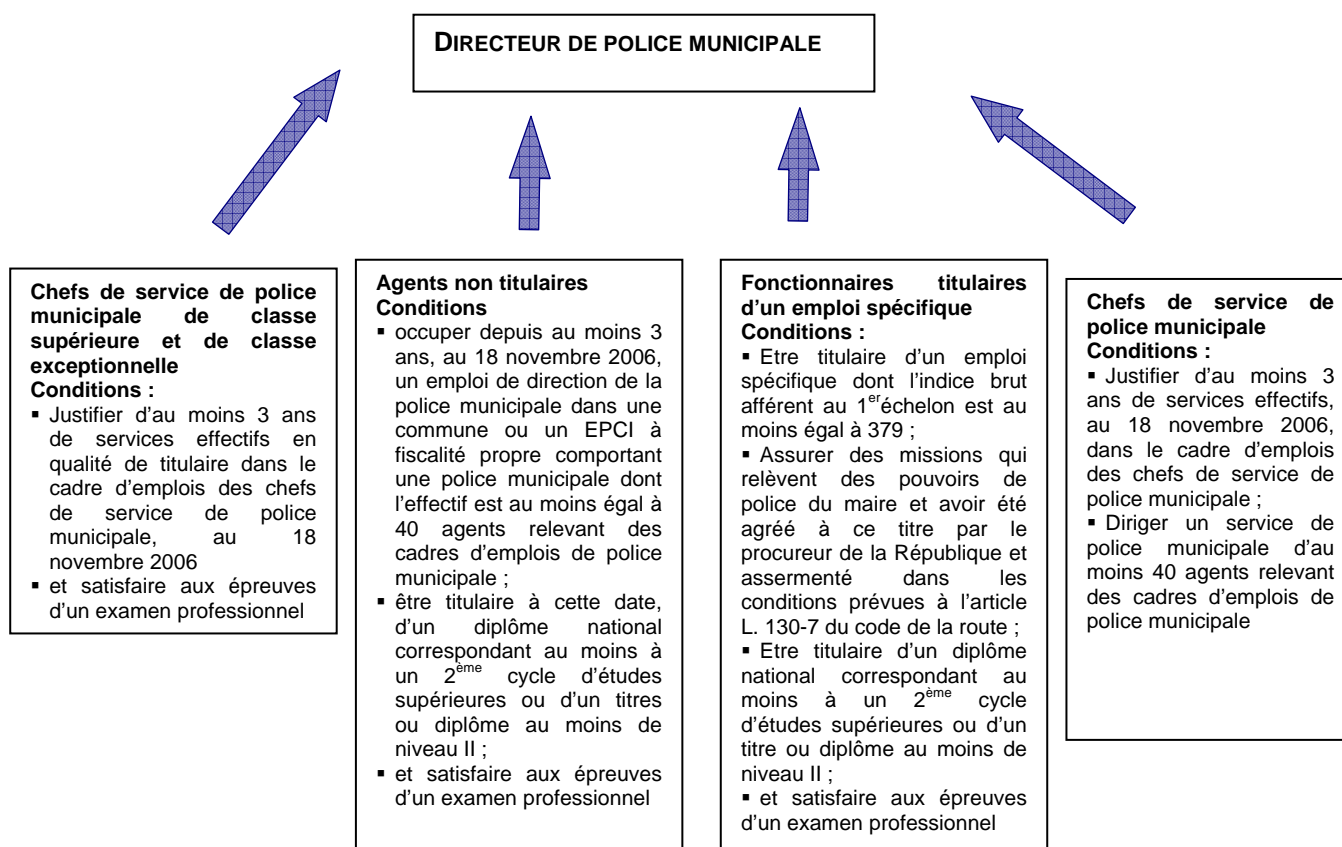 DIRECTEUR DE POLICE MUNICIPALE
Chefs de service de police
municipale de classe
supérieure et de classe
exceptionnelle
Conditions :
▪ Justifier d’au moins 3 ans
de services effectifs en
qualité de titulaire dans le
cadre d’emplois des chefs
de service de police
municipale, au 18
novembre 2006
▪ et satisfaire aux épreuves
d’un examen professionnel
Agents non titulaires
Conditions
▪ occuper depuis au moins 3
ans, au 18 novembre 2006,
un emploi de direction de la
police municipale dans une
commune ou un EPCI à
fiscalité propre comportant
une police municipale dont
l’effectif est au moins égal à
40 agents relevant des
cadres d’emplois de police
municipale ;
▪ être titulaire à cette date,
d’un diplôme national
correspondant au moins à
un 2ème cycle d’études
supérieures ou d’un titres
ou diplôme au moins de
niveau II ;
▪ et satisfaire aux épreuves
d’un examen professionnel
Fonctionnaires titulaires
d’un emploi spécifique
Conditions :
▪ Etre titulaire d’un emploi
spécifique dont l’indice brut
afférent au 1er échelon est au
moins égal à 379 ;
▪ Assurer des missions qui
relèvent des pouvoirs de
police du maire et avoir été
agréé à ce titre par le
procureur de la République et
assermenté dans les
conditions prévues à l’article
L. 130-7 du code de la route ;
▪ Etre titulaire d’un diplôme
national correspondant au
moins à un 2ème cycle
d’études supérieures ou d’un
titre ou diplôme au moins de
niveau II ;
▪ et satisfaire aux épreuves
d’un examen professionnel
Chefs de service de
police municipale
Conditions :
▪ Justifier d’au moins 3
ans de services effectifs,
au 18 novembre 2006,
dans le cadre d’emplois
des chefs de service de
police municipale ;
▪ Diriger un service de
police municipale d’au
moins 40 agents relevant
des cadres d’emplois de
police municipale